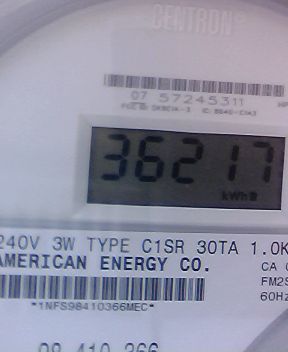 CENTRON®
07 57245311
36217
kWh
240V 3W TYPE C1SR 30TA 1.0K
AMERICAN ENERGY CO. CA
FM2S
60Hz
*1NFS98410366MEC*
98 410 366